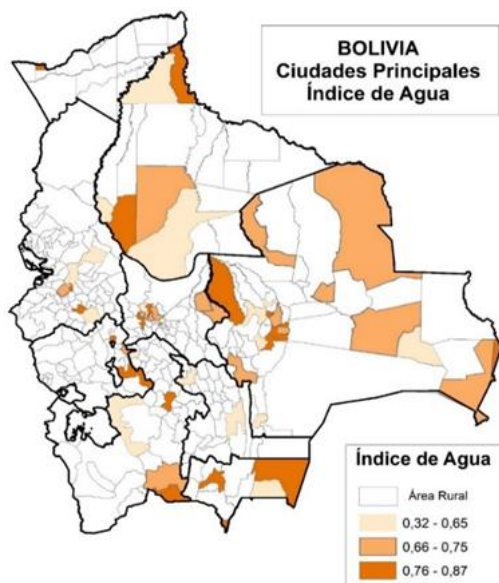 BOLIVIA
Ciudades Principales
Índice de Agua
Índice de Agua
Área Rural
0,32 - 0,65
0,66 - 0,75
0,76 - 0,87